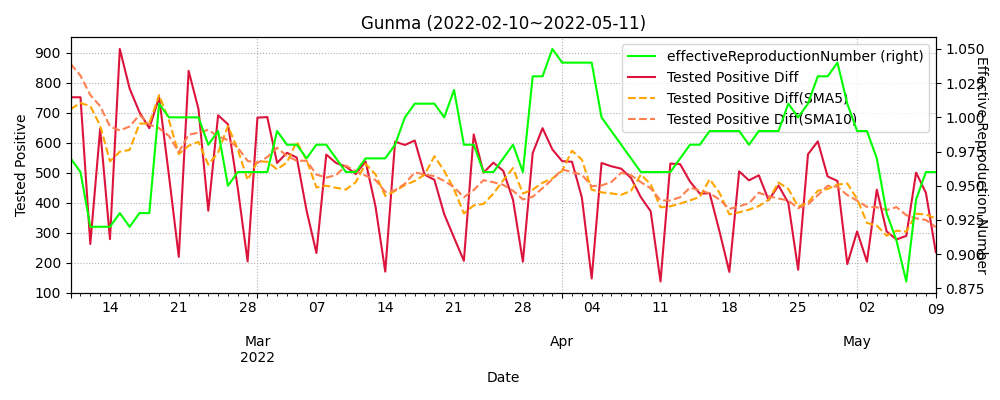 Gunma (2022-02-10~2022-05-11)
effectiveReproductionNumber (right)
Tested Positive Diff
Tested Positive Diff(SMA5)
Tested Positive Diff(SMA10)
Tested Positive
900
800
700
600
500
400
300
200
100
1.050
1.025
1.000
0.975
0.950
0.925
0.900
0.875
Effective Reproduction Number
14 21 28 07 14 21 28 04 11 18 25 02 09
Mar Apr May
2022
Date